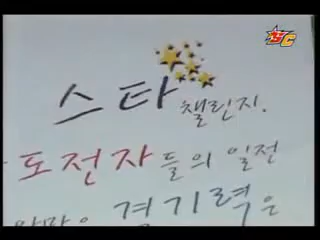 스타 챌린지.
도전자들의 일전
경기력은